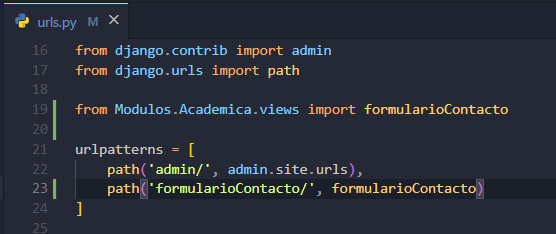 urls.py M ×
16 from django.contrib import admin
17 from django.urls import path
18
19 from Modulos.Academica.views import formularioContacto
20
21 urlpatterns = [
22     path('admin/', admin.site.urls),
23     path('formularioContacto/', formularioContacto)
24 ]
25